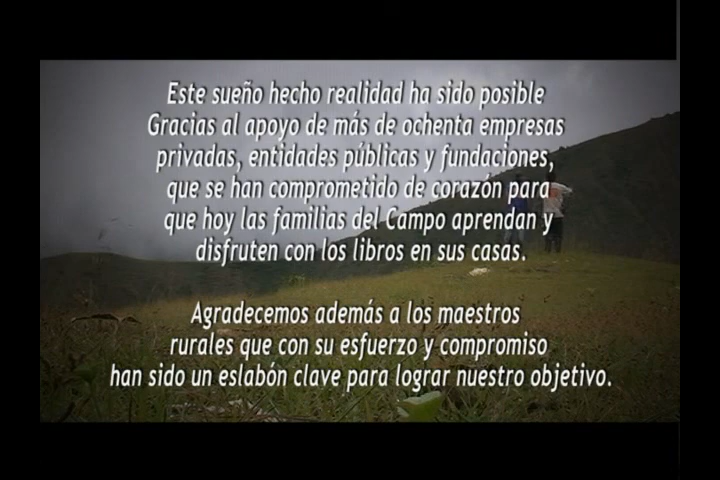 Este sueño hecho realidad ha sido posible
Gracias al apoyo de más de ochenta empresas
privadas, entidades públicas y fundaciones,
que se han comprometido de corazón para
que hoy las familias del Campo aprendan y
disfruten con los libros en sus casas.
Agradecemos además a los maestros
rurales que con su esfuerzo y compromiso
han sido un eslabón clave para lograr nuestro objetivo.